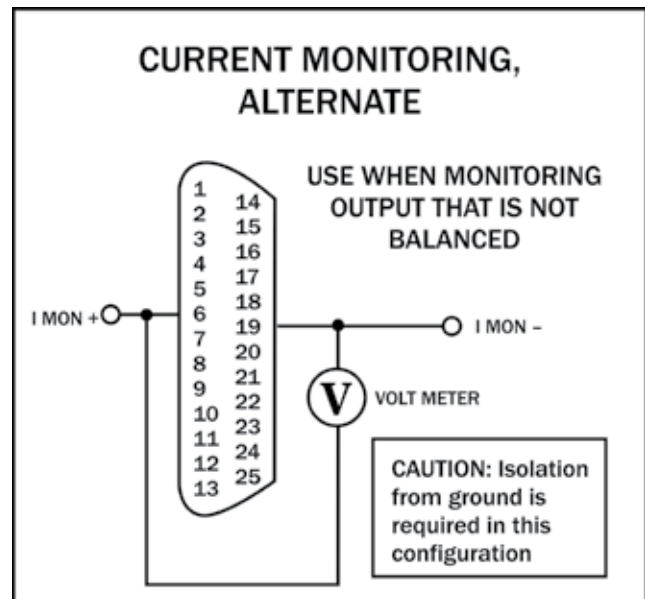 CURRENT MONITORING,
ALTERNATE
USE WHEN MONITORING
OUTPUT THAT IS NOT
BALANCED
1
2
3
4
5
6
7
8
9
10
11
12
13
14
15
16
17
18
19
20
21
22
23
24
25
I MON +
I MON –
V
VOLT METER
CAUTION: Isolation
from ground is
required in this
configuration